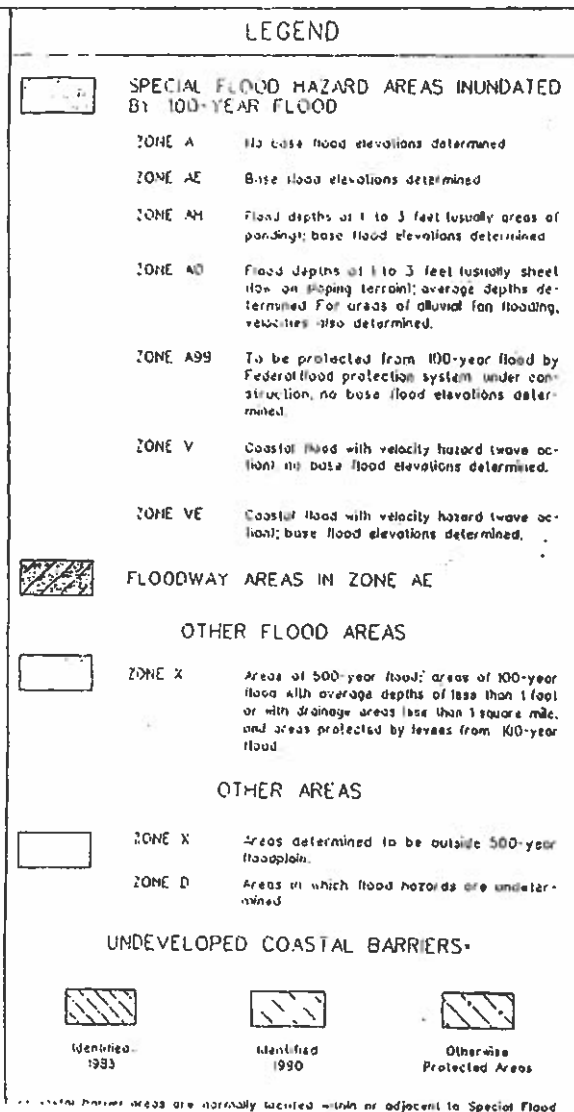 LEGEND
SPECIAL FLOOD HAZARD AREAS INUNDATED
BY 100-YEAR FLOOD
ZONE A No base flood elevations determined
ZONE AE Base flood elevations determined
ZONE AH Flood depths of 1 to 3 feet (usually areas of
ponding); base flood elevations determined
ZONE AO Flood depths of 1 to 3 feet (usually sheet
flow on sloping terrain); average depths de-
termined For areas of alluvial fan flooding,
velocities also determined.
ZONE A99 To be protected from 100-year flood by
Federal flood protection system under con-
struction, no base flood elevations deter-
mined.
ZONE V Coastal flood with velocity hazard (wave ac-
tion) no base flood elevations determined.
ZONE VE Coastal flood with velocity hazard (wave ac-
tion); base flood elevations determined.
FLOODWAY AREAS IN ZONE AE
OTHER FLOOD AREAS
ZONE X Areas of 500-year flood; areas of 100-year
flood with average depths of less than 1 foot
or with drainage areas less than 1 square mile,
and areas protected by levees from 100-year
flood
OTHER AREAS
ZONE X Areas determined to be outside 500-year
floodplain.
ZONE D Areas in which flood hazards are undeter-
mined
UNDEVELOPED COASTAL BARRIERS
Identified Identified Otherwise
1983 1990 Protected Areas
Coastal barrier areas are normally located within or adjacent to Special Flood